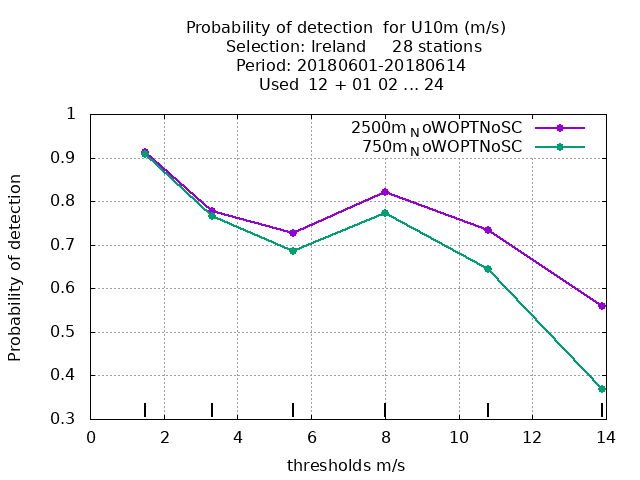 Probability of detection  for U10m (m/s)
Selection: Ireland     28 stations
Period: 20180601-20180614
Used  12 + 01 02 ... 24
1
0.9
0.8
0.7
0.6
0.5
0.4
0.3
Probability of detection
2500mNoWOPTNoSC
750mNoWOPTNoSC
0 2 4 6 8 10 12 14
thresholds m/s